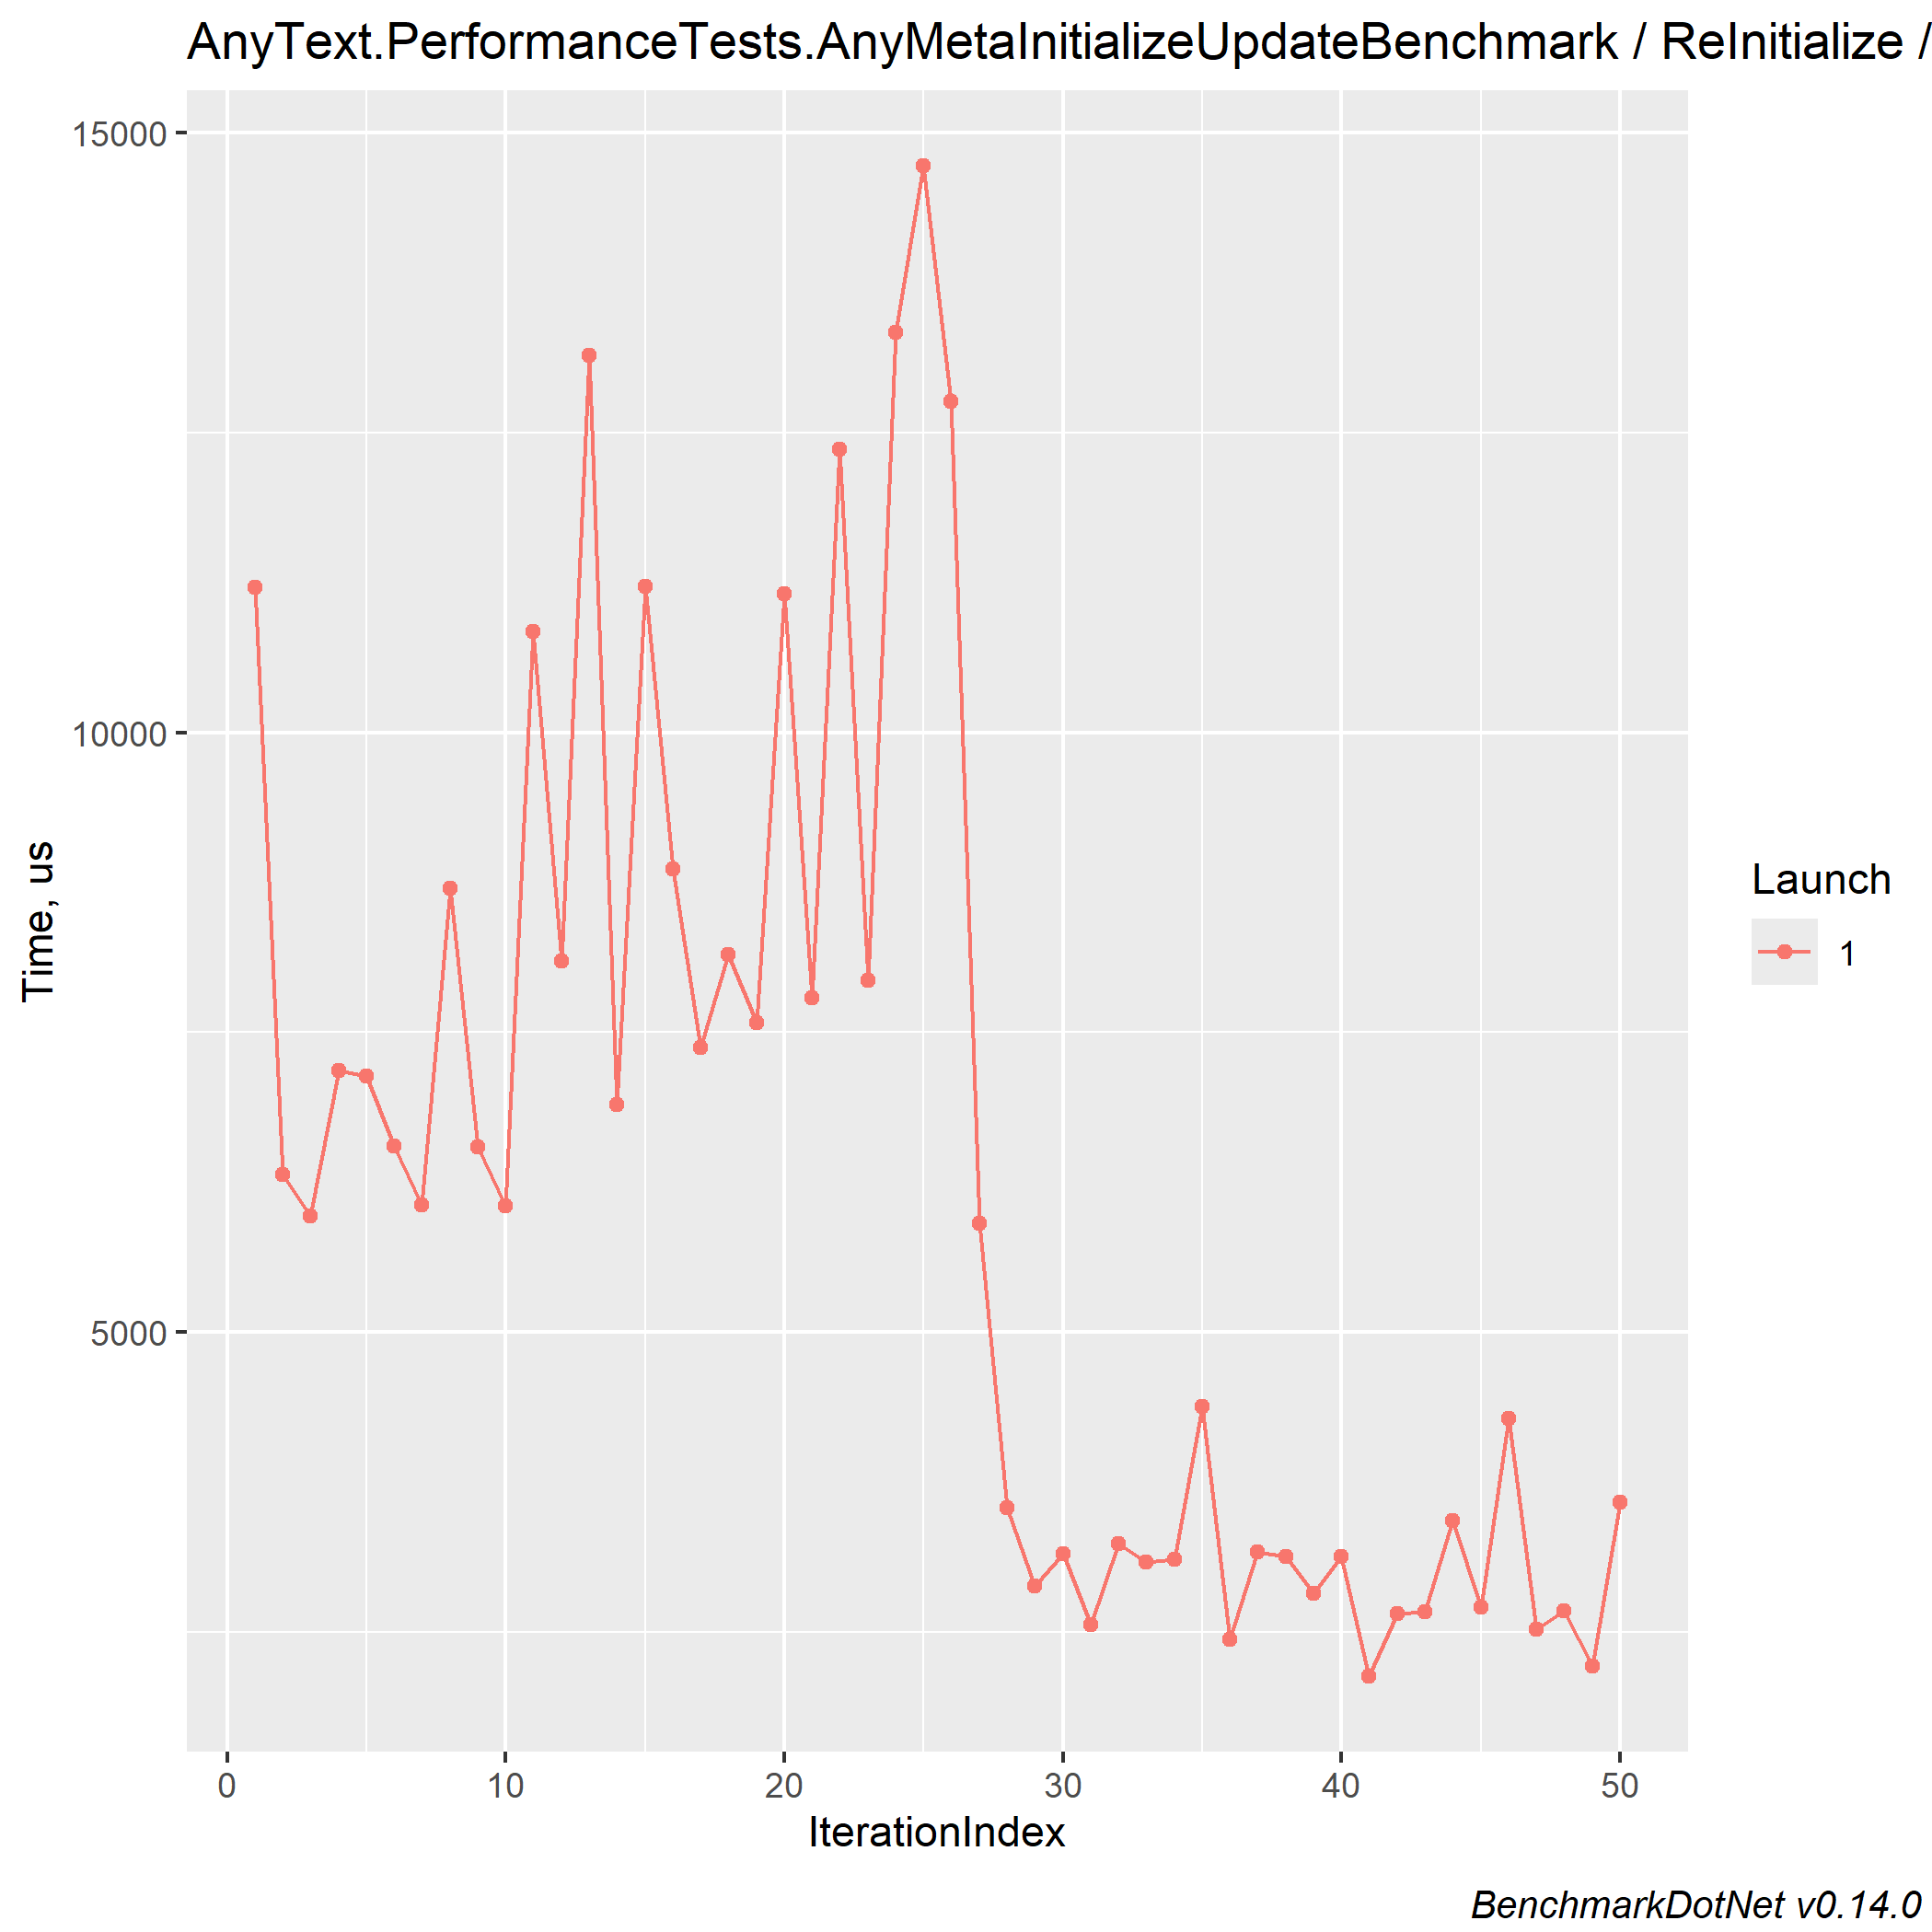 AnyText.PerformanceTests.AnyMetaInitializeUpdateBenchmark / ReInitialize /
15000
10000
5000
Time, us
0 10 20 30 40 50
IterationIndex
Launch
1
BenchmarkDotNet v0.14.0